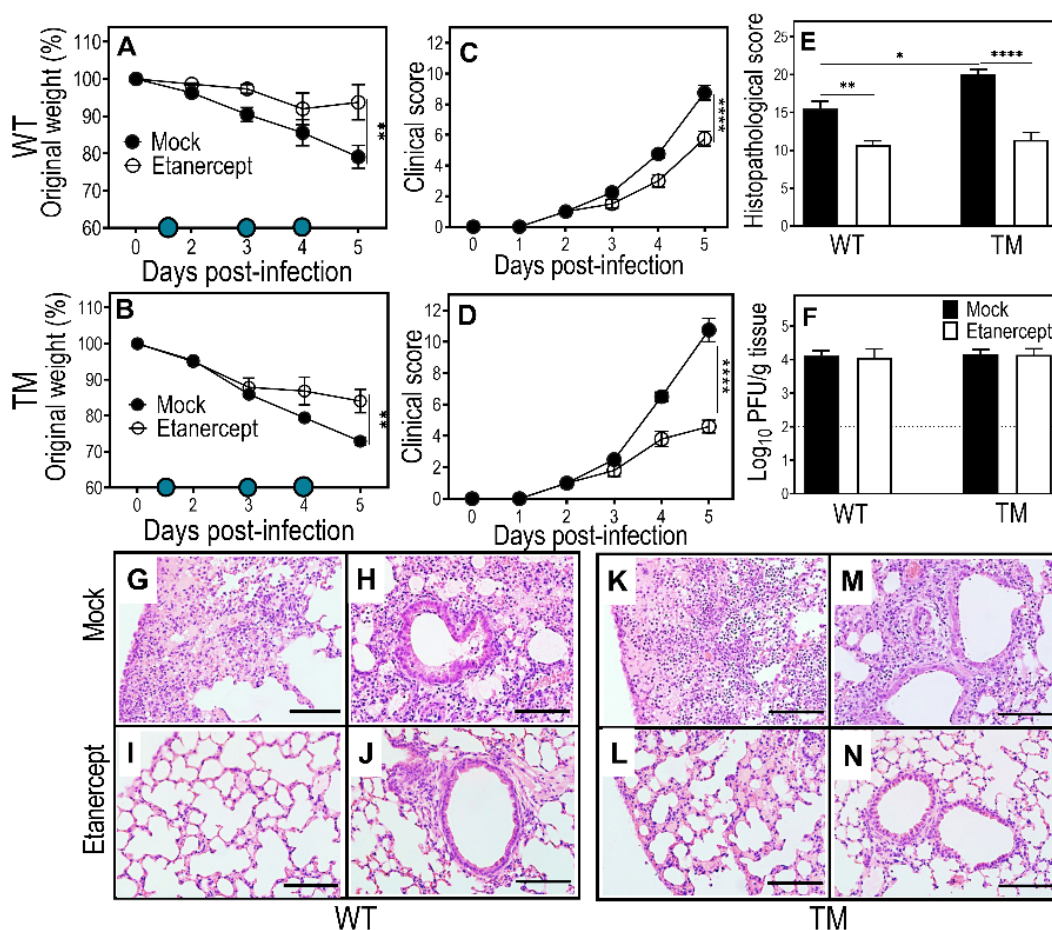 A
WT
Original weight (%)
110
100
90
80
70
60
Mock
Etanercept
**
0 2 3 4 5
Days post-infection
C
Clinical score
12
10
8
6
4
2
0
****
0 1 2 3 4 5
Days post-infection
E
Histopathological score
25
20
15
10
5
0
*
**
****
WT TM
B
TM
Original weight (%)
110
100
90
80
70
60
Mock
Etanercept
**
0 2 3 4 5
Days post-infection
D
Clinical score
12
10
8
6
4
2
0
****
0 1 2 3 4 5
Days post-infection
F
Log10 PFU/g tissue
5
4
3
2
1
0
Mock
Etanercept
WT TM
Mock
G H K M
Etanercept
I J L N
WT TM